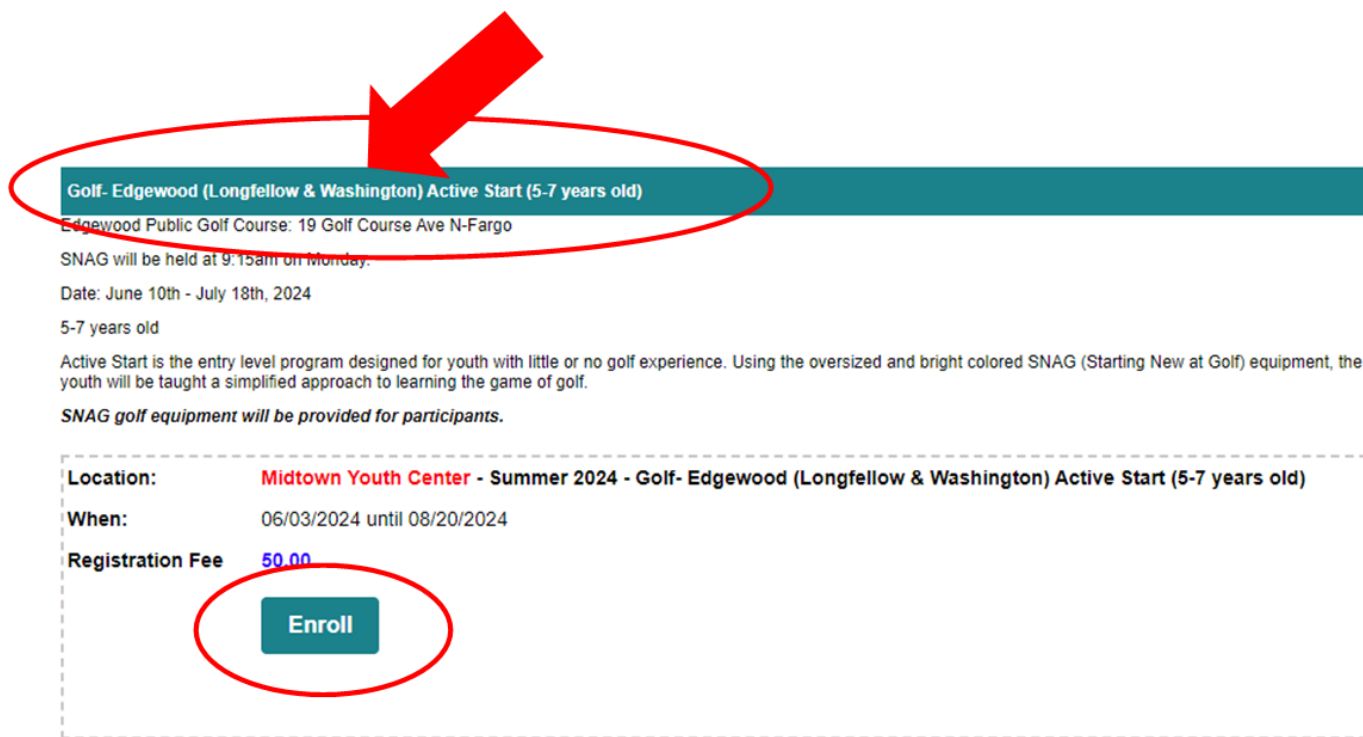 Golf- Edgewood (Longfellow & Washington) Active Start (5-7 years old)
Edgewood Public Golf Course: 19 Golf Course Ave N-Fargo
SNAG will be held at 9:15am on Monday.
Date: June 10th - July 18th, 2024
5-7 years old
Active Start is the entry level program designed for youth with little or no golf experience. Using the oversized and bright colored SNAG (Starting New at Golf) equipment, the
youth will be taught a simplified approach to learning the game of golf.
SNAG golf equipment will be provided for participants.
Location: Midtown Youth Center - Summer 2024 - Golf- Edgewood (Longfellow & Washington) Active Start (5-7 years old)
When: 06/03/2024 until 08/20/2024
Registration Fee 50.00
Enroll